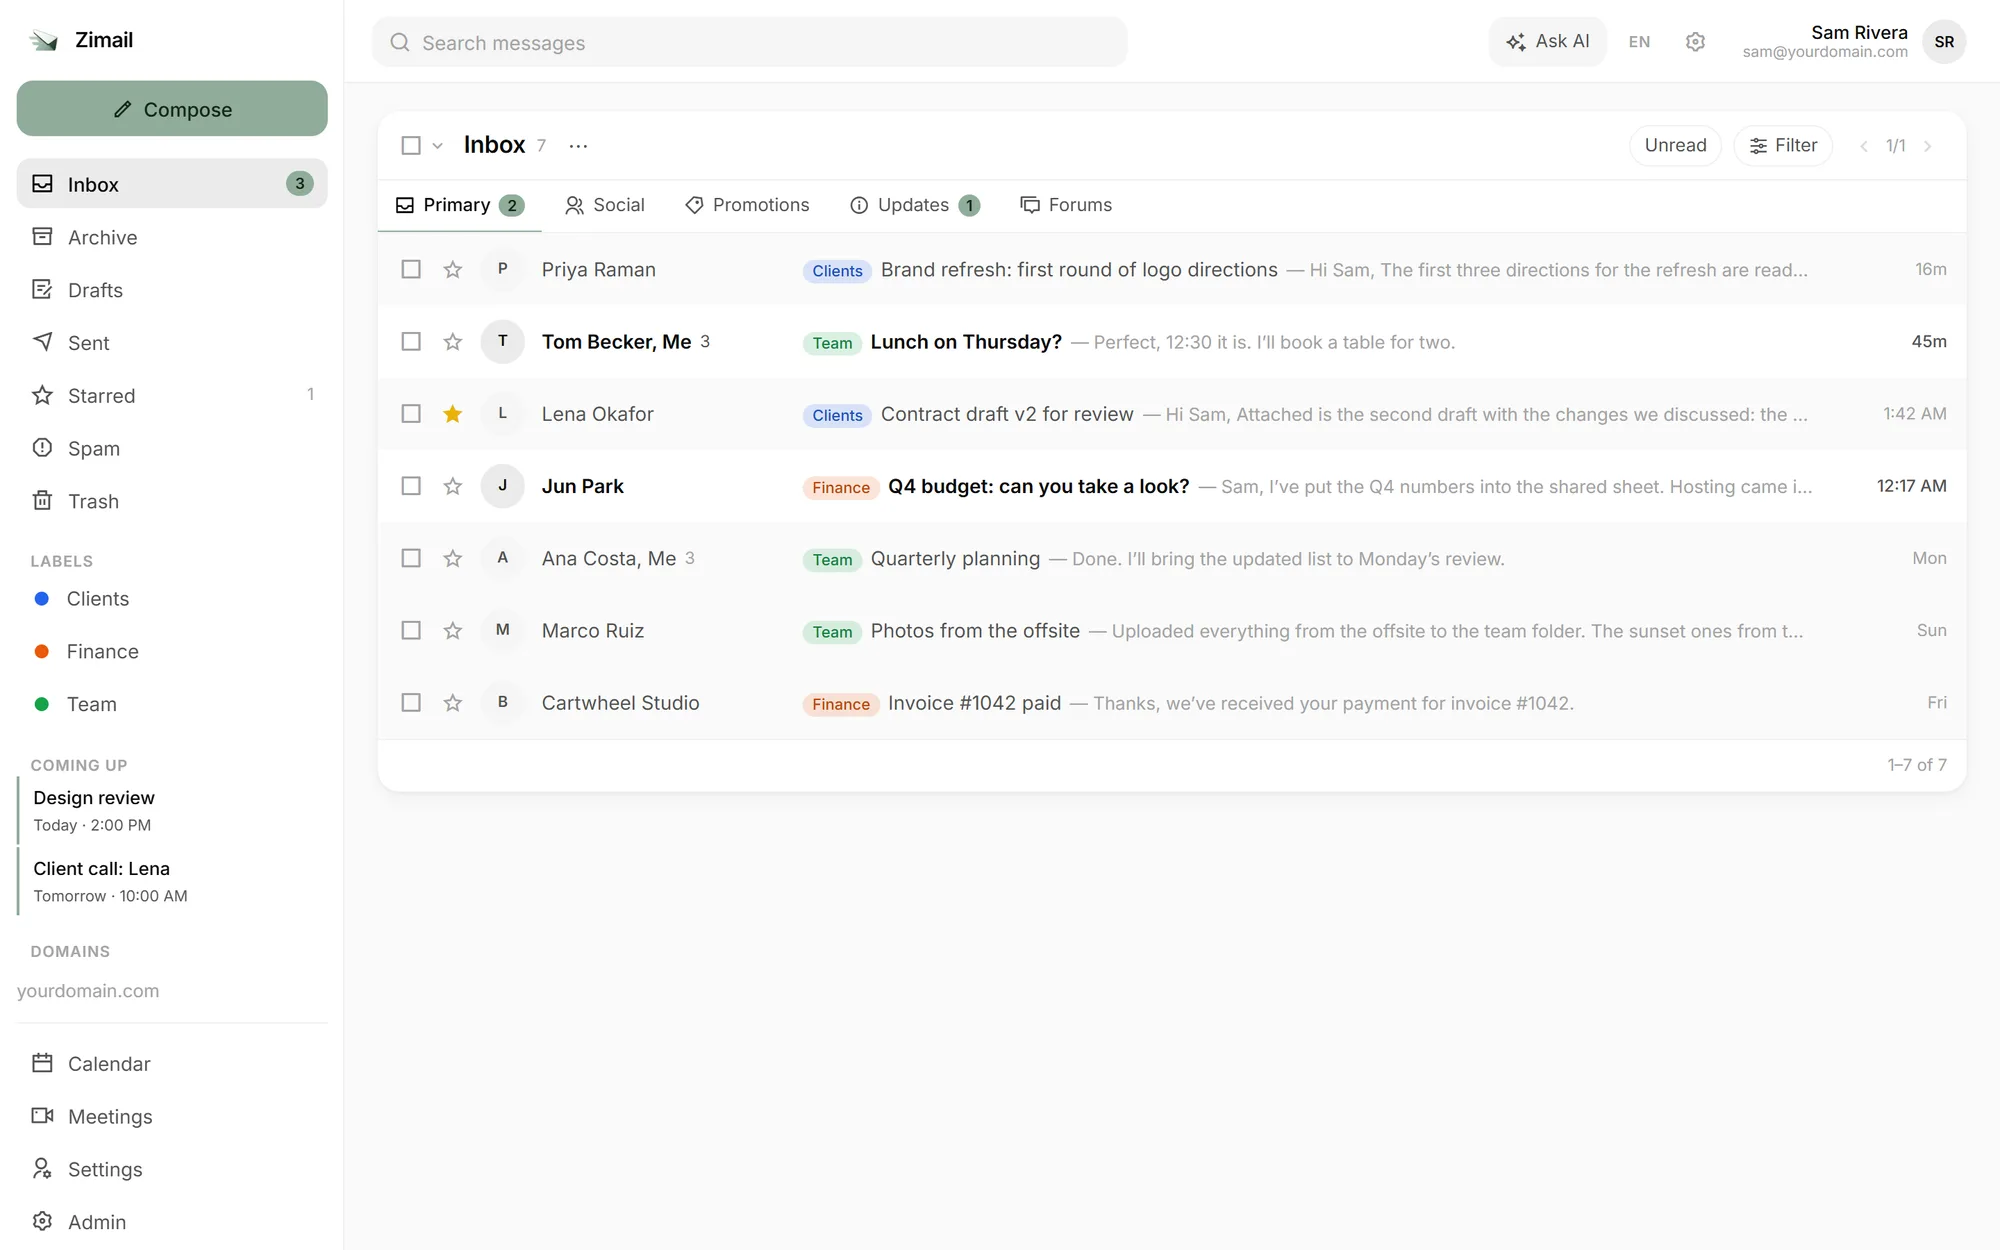 Zimail
Search messages
Ask AI
EN
Sam Rivera
sam@yourdomain.com
SR
Compose
Inbox 3
Archive
Drafts
Sent
Starred 1
Spam
Trash
LABELS
Clients
Finance
Team
COMING UP
Design review
Today · 2:00 PM
Client call: Lena
Tomorrow · 10:00 AM
DOMAINS
yourdomain.com
Calendar
Meetings
Settings
Admin
Inbox 7 ...
Unread
Filter
1/1
Primary 2
Social
Promotions
Updates 1
Forums
P Priya Raman Clients Brand refresh: first round of logo directions — Hi Sam, The first three directions for the refresh are read... 16m
T Tom Becker, Me 3 Team Lunch on Thursday? — Perfect, 12:30 it is. I’ll book a table for two. 45m
L Lena Okafor Clients Contract draft v2 for review — Hi Sam, Attached is the second draft with the changes we discussed: the ... 1:42 AM
J Jun Park Finance Q4 budget: can you take a look? — Sam, I’ve put the Q4 numbers into the shared sheet. Hosting came i... 12:17 AM
A Ana Costa, Me 3 Team Quarterly planning — Done. I’ll bring the updated list to Monday’s review. Mon
M Marco Ruiz Team Photos from the offsite — Uploaded everything from the offsite to the team folder. The sunset ones from t... Sun
B Cartwheel Studio Finance Invoice #1042 paid — Thanks, we’ve received your payment for invoice #1042. Fri
1–7 of 7